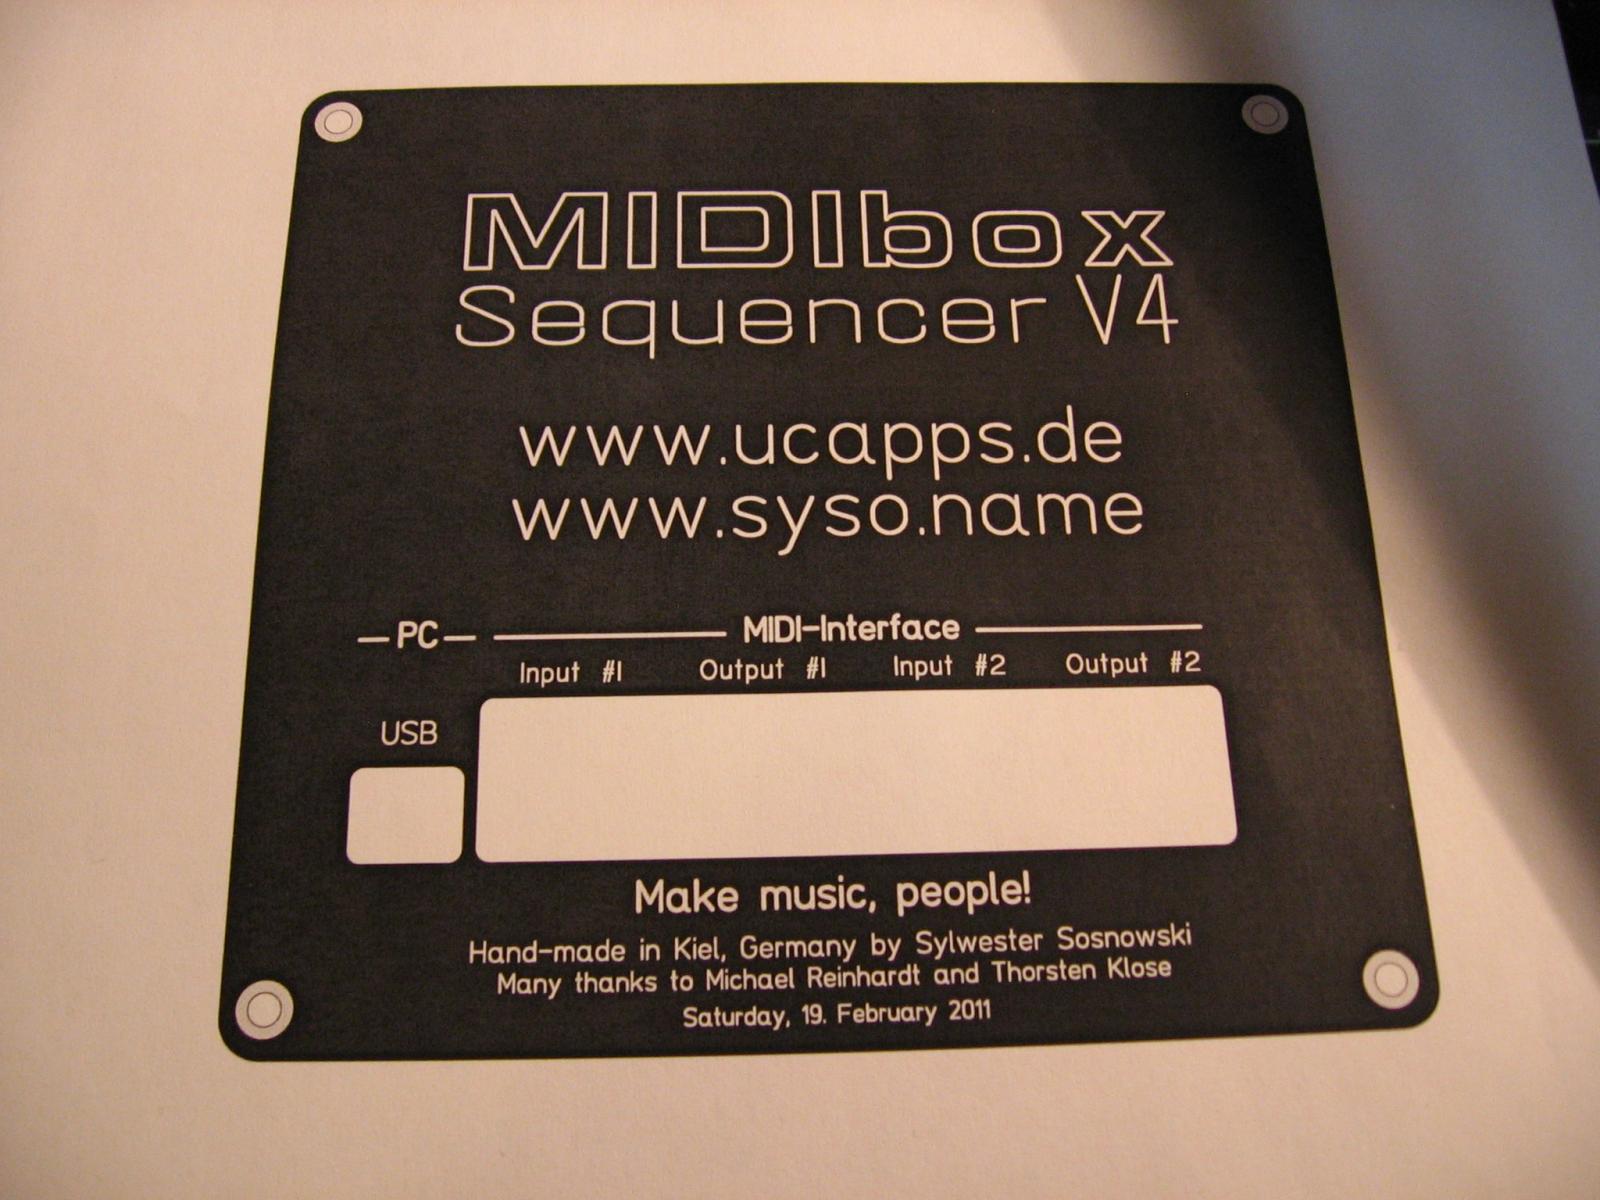 MIDIbox
Sequencer V4
www.ucapps.de
www.syso.name
PC MIDI-Interface
Input #1 Output #1 Input #2 Output #2
USB
Make music, people!
Hand-made in Kiel, Germany by Sylwester Sosnowski
Many thanks to Michael Reinhardt and Thorsten Klose
Saturday, 19. February 2011